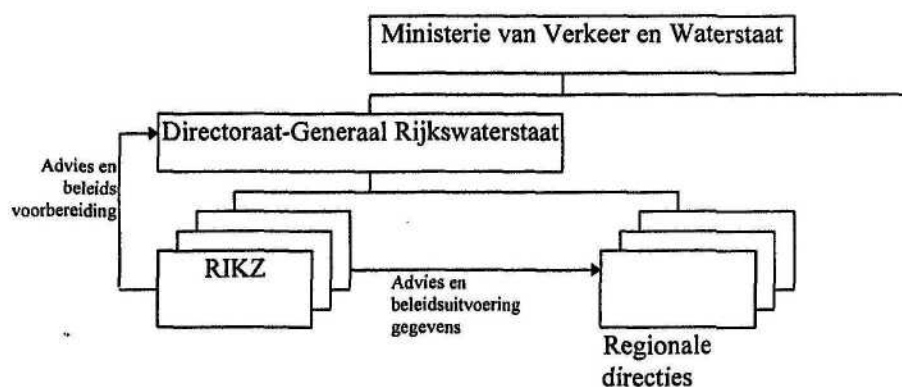 Ministerie van Verkeer en Waterstaat
Directoraat-Generaal Rijkswaterstaat
Advies en
beleids
voorbereiding
RIKZ
Advies en
beleidsuitvoering
gegevens
Regionale
directies